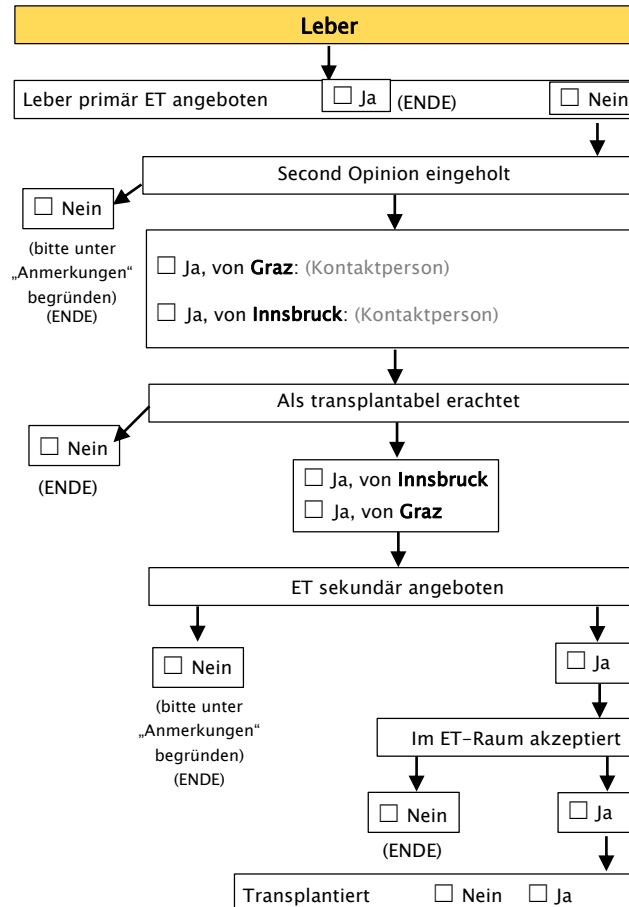 Leber
Leber primär ET angeboten ☐ Ja (ENDE) ☐ Nein
Second Opinion eingeholt
☐ Nein
(bitte unter
„Anmerkungen“
begründen)
(ENDE)
☐ Ja, von Graz: (Kontaktperson)
☐ Ja, von Innsbruck: (Kontaktperson)
Als transplantabel erachtet
☐ Nein
(ENDE)
☐ Ja, von Innsbruck
☐ Ja, von Graz
ET sekundär angeboten
☐ Nein
(bitte unter
„Anmerkungen“
begründen)
(ENDE)
☐ Ja
Im ET-Raum akzeptiert
☐ Nein
(ENDE)
☐ Ja
Transplantiert ☐ Nein ☐ Ja